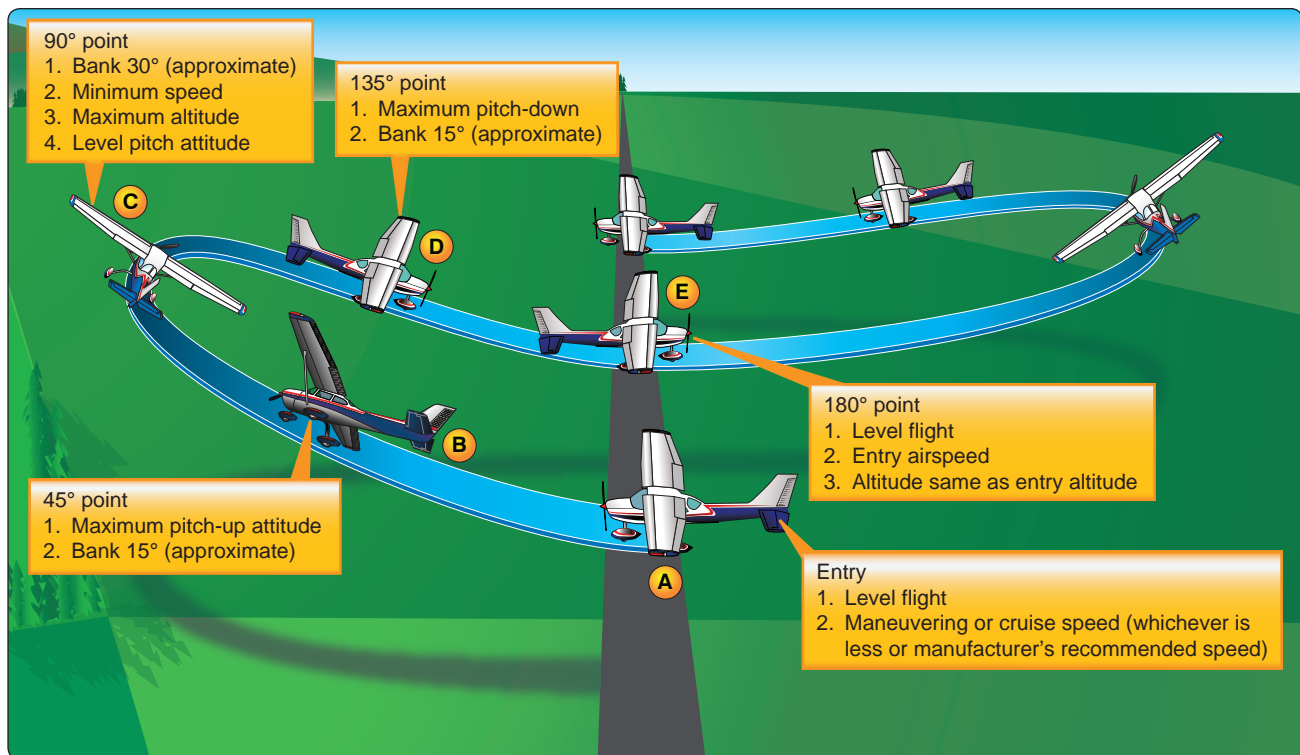 90° point
1. Bank 30° (approximate)
2. Minimum speed
3. Maximum altitude
4. Level pitch attitude
135° point
1. Maximum pitch-down
2. Bank 15° (approximate)
C
D
E
180° point
1. Level flight
2. Entry airspeed
3. Altitude same as entry altitude
B
45° point
1. Maximum pitch-up attitude
2. Bank 15° (approximate)
A
Entry
1. Level flight
2. Maneuvering or cruise speed (whichever is
less or manufacturer’s recommended speed)